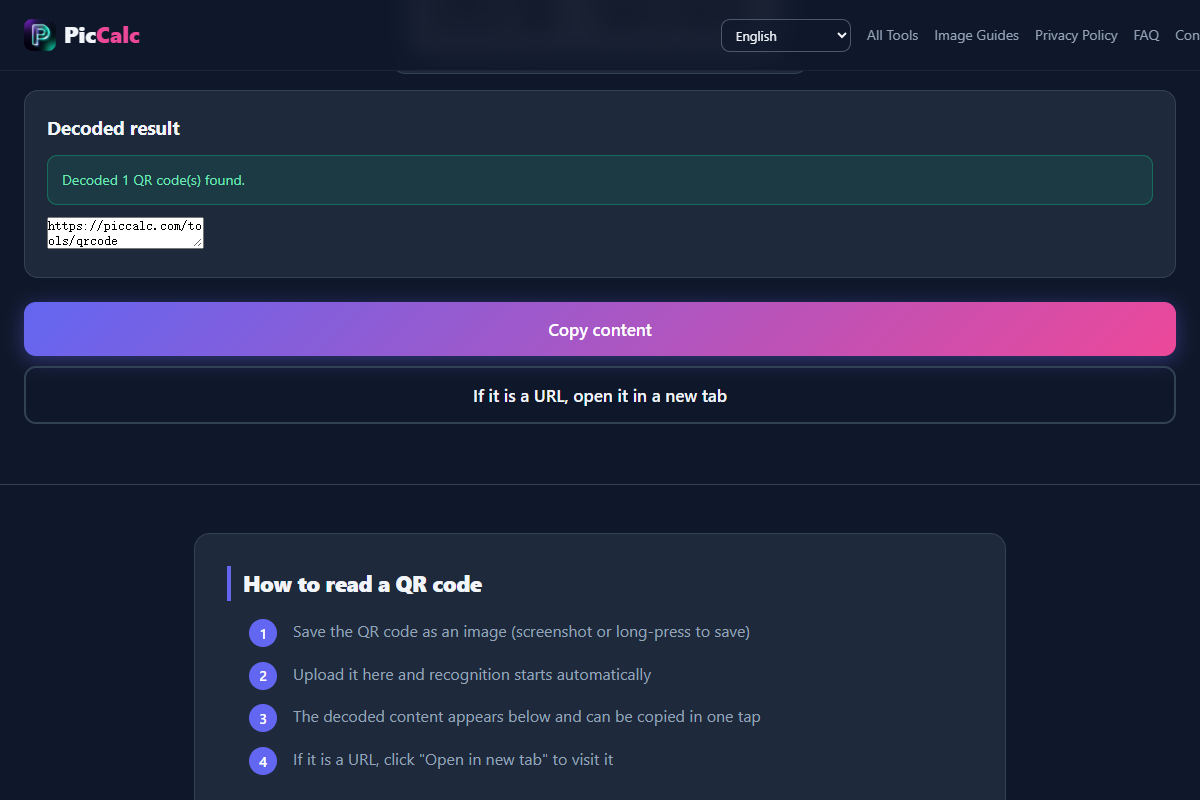 PicCalc
English
All Tools
Image Guides
Privacy Policy
FAQ
Con
Decoded result
Decoded 1 QR code(s) found.
https://piccalc.com/to
ols/qrcode
Copy content
If it is a URL, open it in a new tab
How to read a QR code
1 Save the QR code as an image (screenshot or long-press to save)
2 Upload it here and recognition starts automatically
3 The decoded content appears below and can be copied in one tap
4 If it is a URL, click "Open in new tab" to visit it